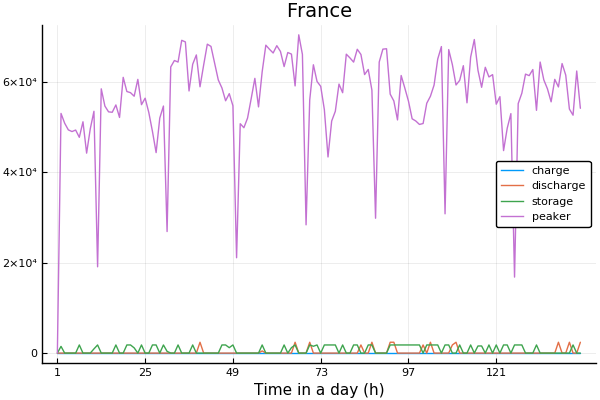 France
6×10⁴
4×10⁴
2×10⁴
0
charge
discharge
storage
peaker
1 25 49 73 97 121
Time in a day (h)